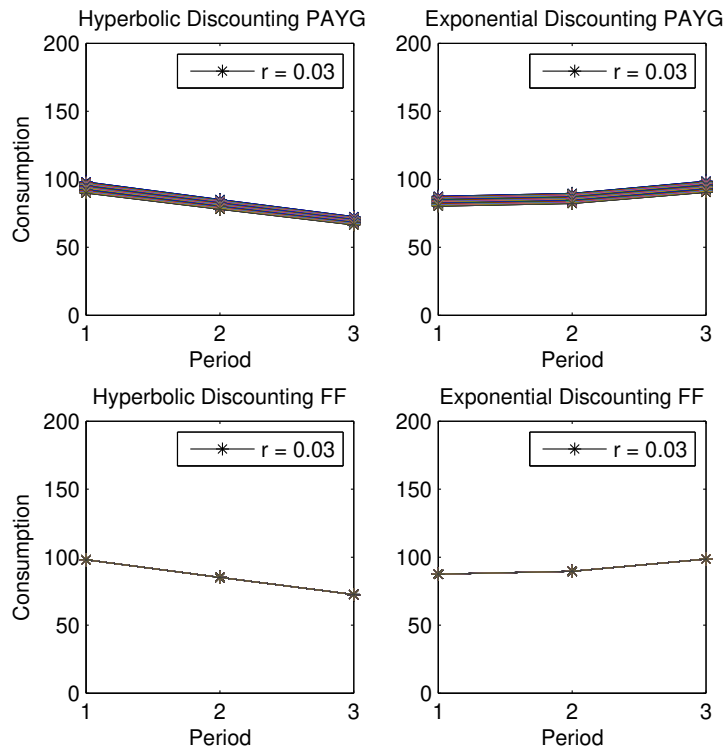 Hyperbolic Discounting PAYG
200
150
100
50
0
Consumption
r = 0.03
1
2
3
Period
Exponential Discounting PAYG
200
150
100
50
0
r = 0.03
1
2
3
Period
Hyperbolic Discounting FF
200
150
100
50
0
Consumption
r = 0.03
1
2
3
Period
Exponential Discounting FF
200
150
100
50
0
r = 0.03
1
2
3
Period